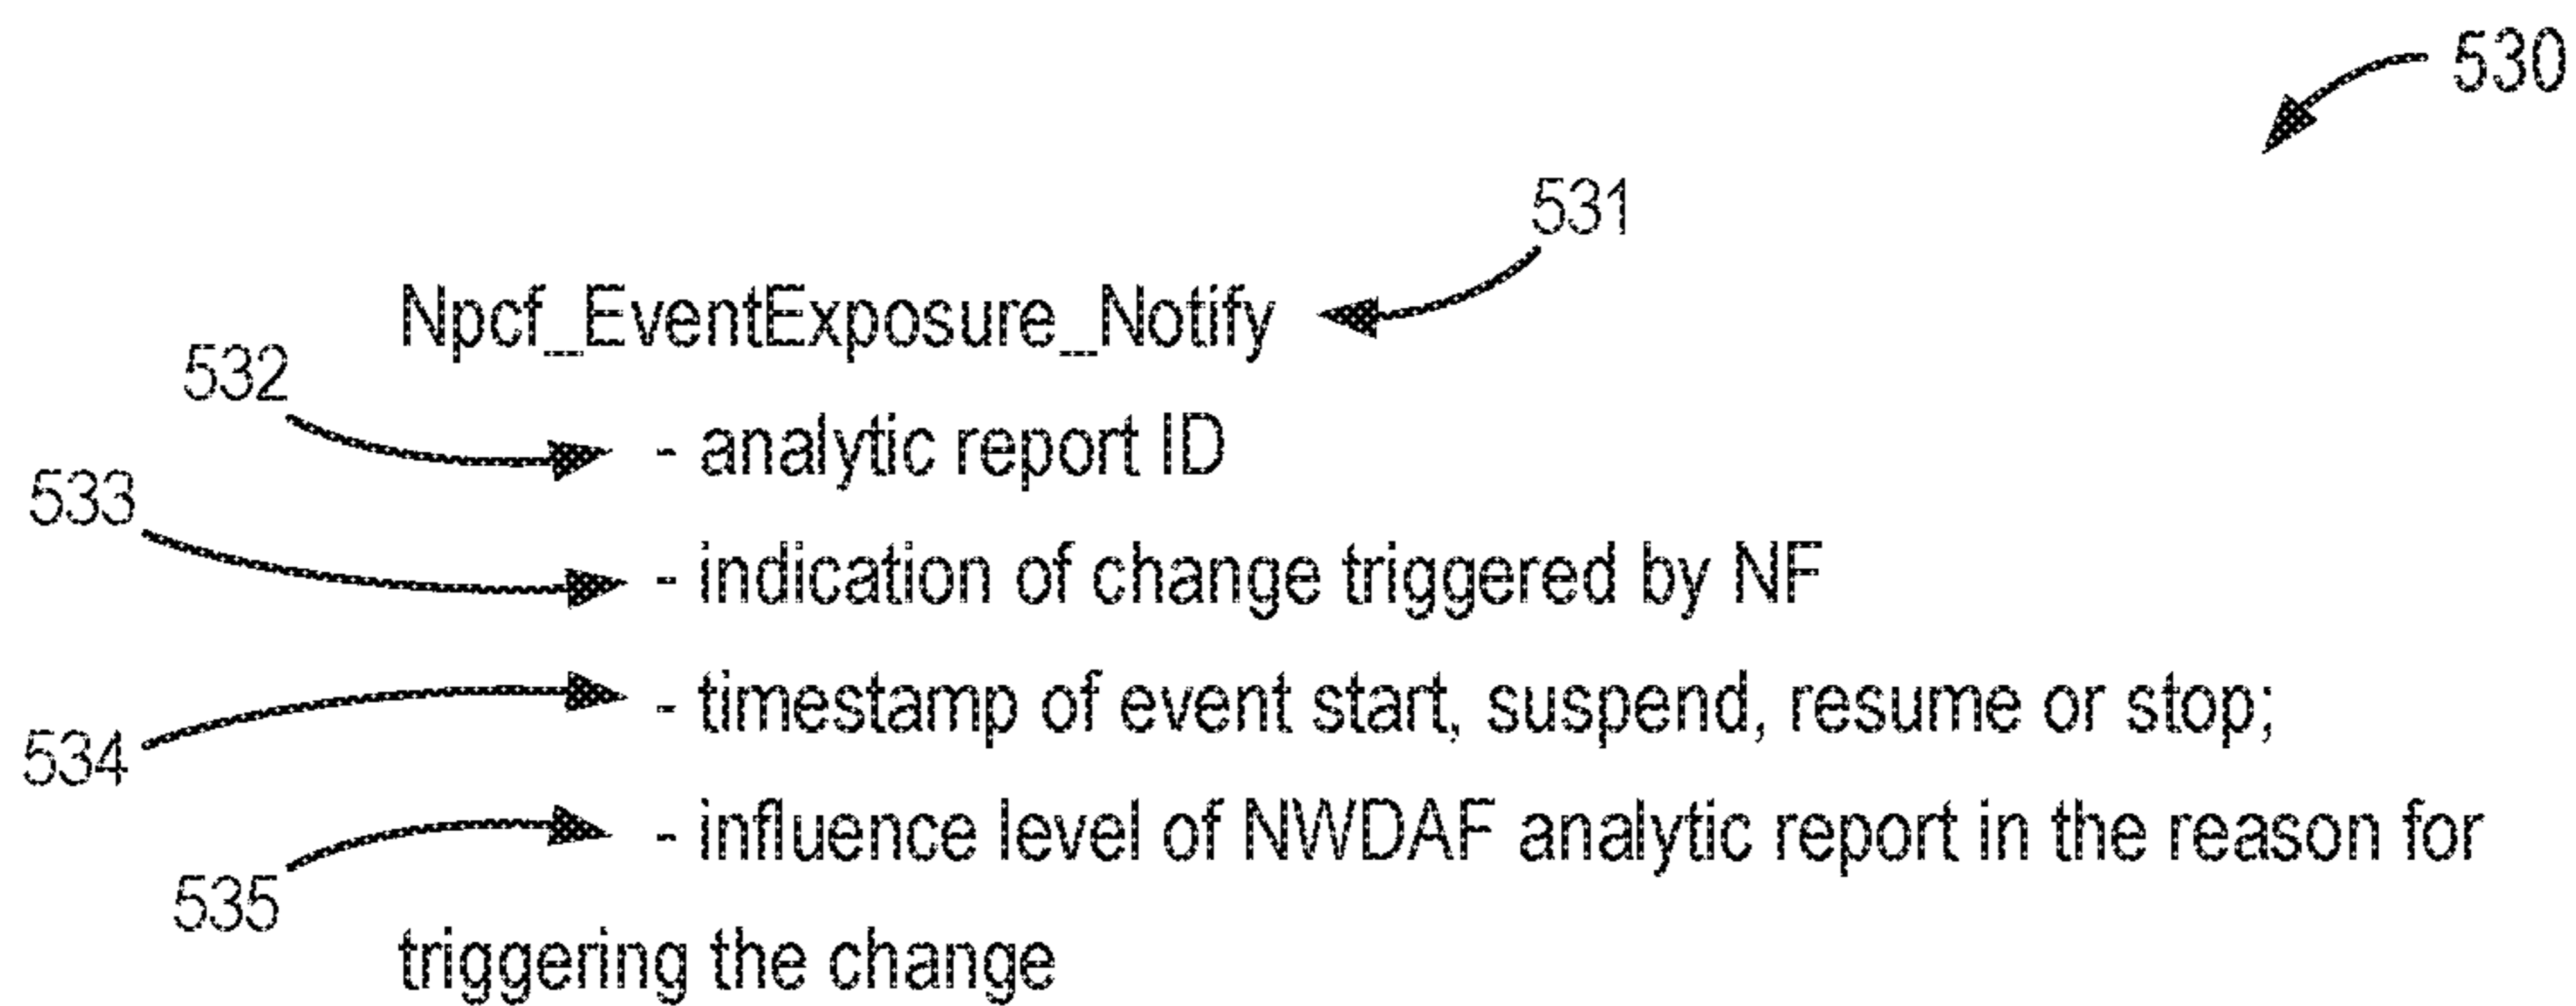 530
531
Npcf_EventExposure_Notify
532
- analytic report ID
533
- indication of change triggered by NF
- timestamp of event start, suspend, resume or stop;
534
- influence level of NWDAF analytic report in the reason for
535
triggering the change